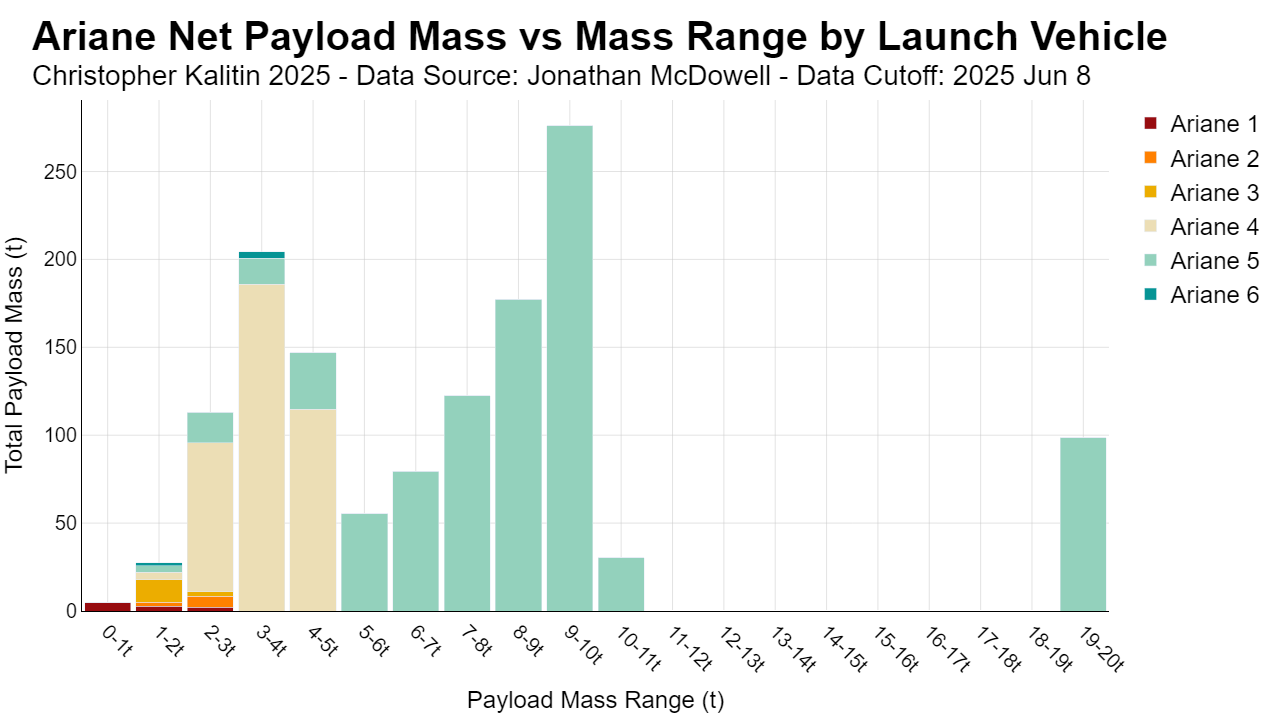 Ariane Net Payload Mass vs Mass Range by Launch Vehicle
Christopher Kalitin 2025 - Data Source: Jonathan McDowell - Data Cutoff: 2025 Jun 8
Ariane 1
Ariane 2
Ariane 3
Ariane 4
Ariane 5
Ariane 6
Total Payload Mass (t)
250
200
150
100
50
0
0-1t
1-2t
2-3t
3-4t
4-5t
5-6t
6-7t
7-8t
8-9t
9-10t
10-11t
11-12t
12-13t
13-14t
14-15t
15-16t
16-17t
17-18t
18-19t
19-20t
Payload Mass Range (t)